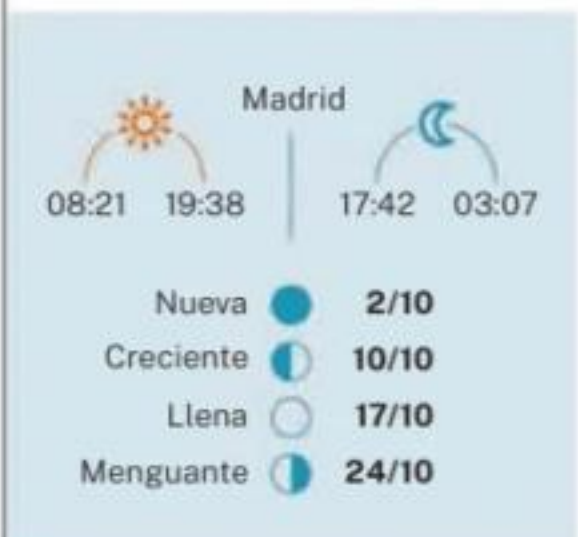 Madrid
08:21 19:38 17:42 03:07
Nueva 2/10
Creciente 10/10
Llena 17/10
Menguante 24/10